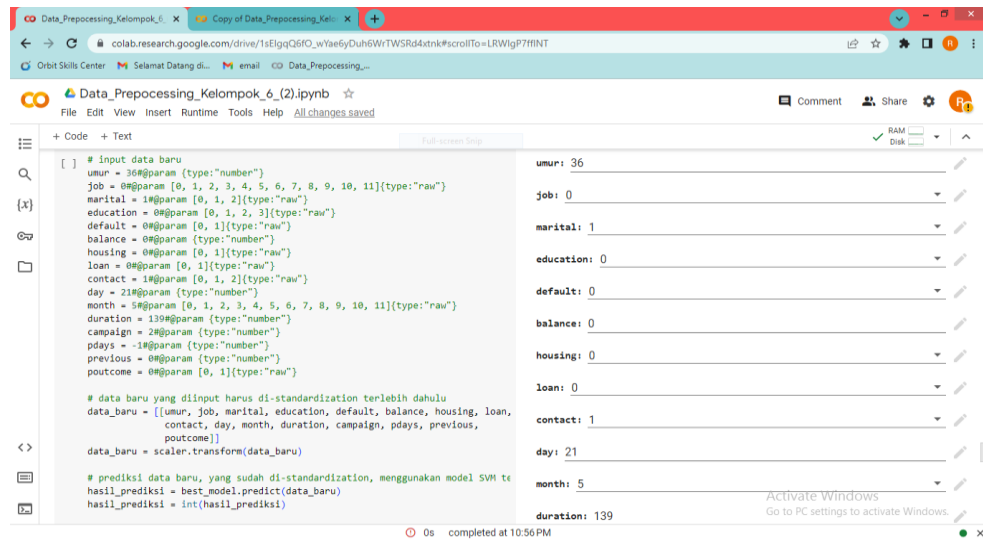 Data_Prepocessing_Kelompok_6_
Copy of Data_Prepocessing_Kelo
colab.research.google.com/drive/1sElgqQ6fO_wYae6yDuh6WrTWSRd4xtnk#scrollTo=LRWIgP7ffINT
Orbit Skills Center Selamat Datang di... email Data_Prepocessing_...
Data_Prepocessing_Kelompok_6_(2).ipynb
Comment Share
File Edit View Insert Runtime Tools Help All changes saved
+ Code + Text
Full-screen Snip
RAM
Disk
[ ] # input data baru
umur = 36#@param {type:"number"}
job = 0#@param [0, 1, 2, 3, 4, 5, 6, 7, 8, 9, 10, 11]{type:"raw"}
marital = 1#@param [0, 1, 2]{type:"raw"}
education = 0#@param [0, 1, 2, 3]{type:"raw"}
default = 0#@param [0, 1]{type:"raw"}
balance = 0#@param {type:"number"}
housing = 0#@param [0, 1]{type:"raw"}
loan = 0#@param [0, 1]{type:"raw"}
contact = 1#@param [0, 1, 2]{type:"raw"}
day = 21#@param {type:"number"}
month = 5#@param [0, 1, 2, 3, 4, 5, 6, 7, 8, 9, 10, 11]{type:"raw"}
duration = 139#@param {type:"number"}
campaign = 2#@param {type:"number"}
pdays = -1#@param {type:"number"}
previous = 0#@param {type:"number"}
poutcome = 0#@param [0, 1]{type:"raw"}
# data baru yang diinput harus di-standardization terlebih dahulu
data_baru = [[umur, job, marital, education, default, balance, housing, loan,
contact, day, month, duration, campaign, pdays, previous,
poutcome]]
data_baru = scaler.transform(data_baru)
# prediksi data baru, yang sudah di-standardization, menggunakan model SVM te
hasil_prediksi = best_model.predict(data_baru)
hasil_prediksi = int(hasil_prediksi)
umur: 36
job: 0
marital: 1
education: 0
default: 0
balance: 0
housing: 0
loan: 0
contact: 1
day: 21
month: 5
duration: 139
Activate Windows
Go to PC settings to activate Windows.
0s completed at 10:56 PM